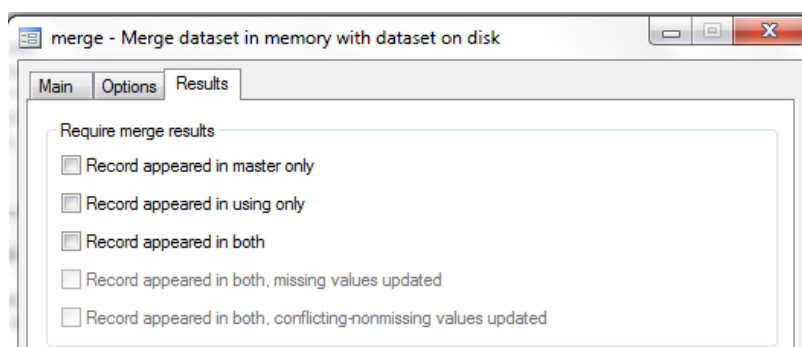 merge - Merge dataset in memory with dataset on disk
Main Options Results
Require merge results
Record appeared in master only
Record appeared in using only
Record appeared in both
Record appeared in both, missing values updated
Record appeared in both, conflicting-nonmissing values updated